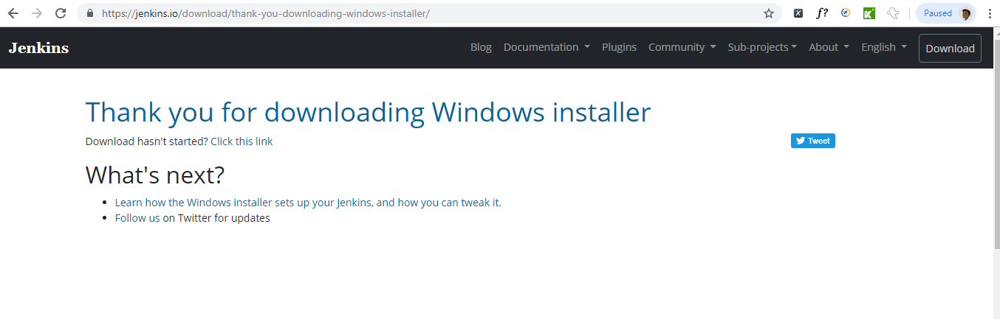 https://jenkins.io/download/thank-you-downloading-windows-installer/ f? Paused
Jenkins Blog Documentation Plugins Community Sub-projects About English Download
Thank you for downloading Windows installer
Download hasn't started? Click this link Tweet
What's next?
Learn how the Windows installer sets up your Jenkins, and how you can tweak it.
Follow us on Twitter for updates